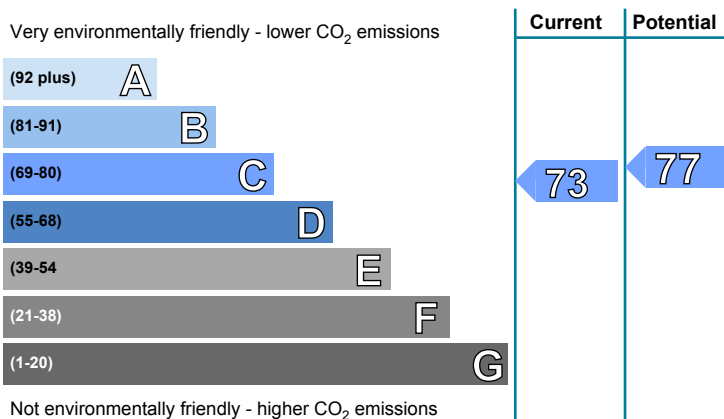 Current Potential
Very environmentally friendly - lower CO2 emissions
(92 plus) A
(81-91) B
(69-80) C
73 77
(55-68) D
(39-54 E
(21-38) F
(1-20) G
Not environmentally friendly - higher CO2 emissions